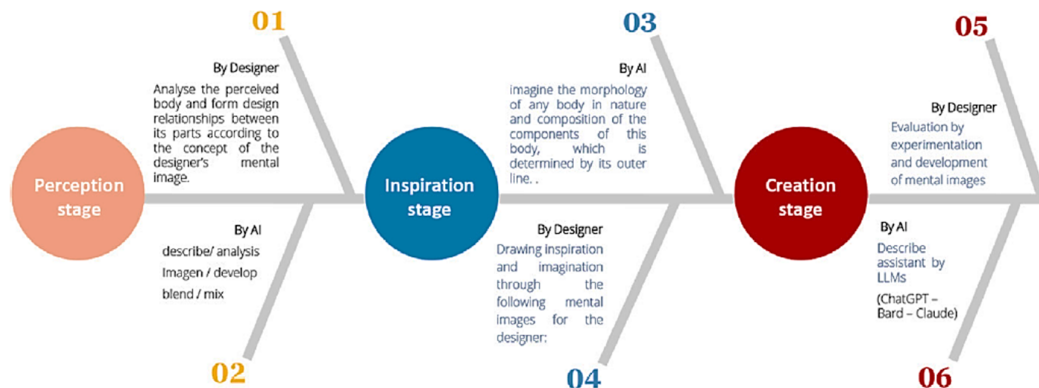 01
By Designer
Analyse the perceived
body and form design
relationships between
its parts according to
the concept of the
designer's mental
image.
Perception
stage
By AI
describe/ analysis
Imagen / develop
blend / mix
02
03
By AI
imagine the morphology
of any body in nature
and composition of the
components of this
body, which is
determined by its outer
line. .
Inspiration
stage
By Designer
Drawing inspiration
and imagination
through the
following mental
images for the
designer:
04
05
By Designer
Evaluation by
experimentation
and development
of mental images
Creation
stage
By AI
Describe
assistant by
LLMs
(ChatGPT –
Bard – Claude)
06